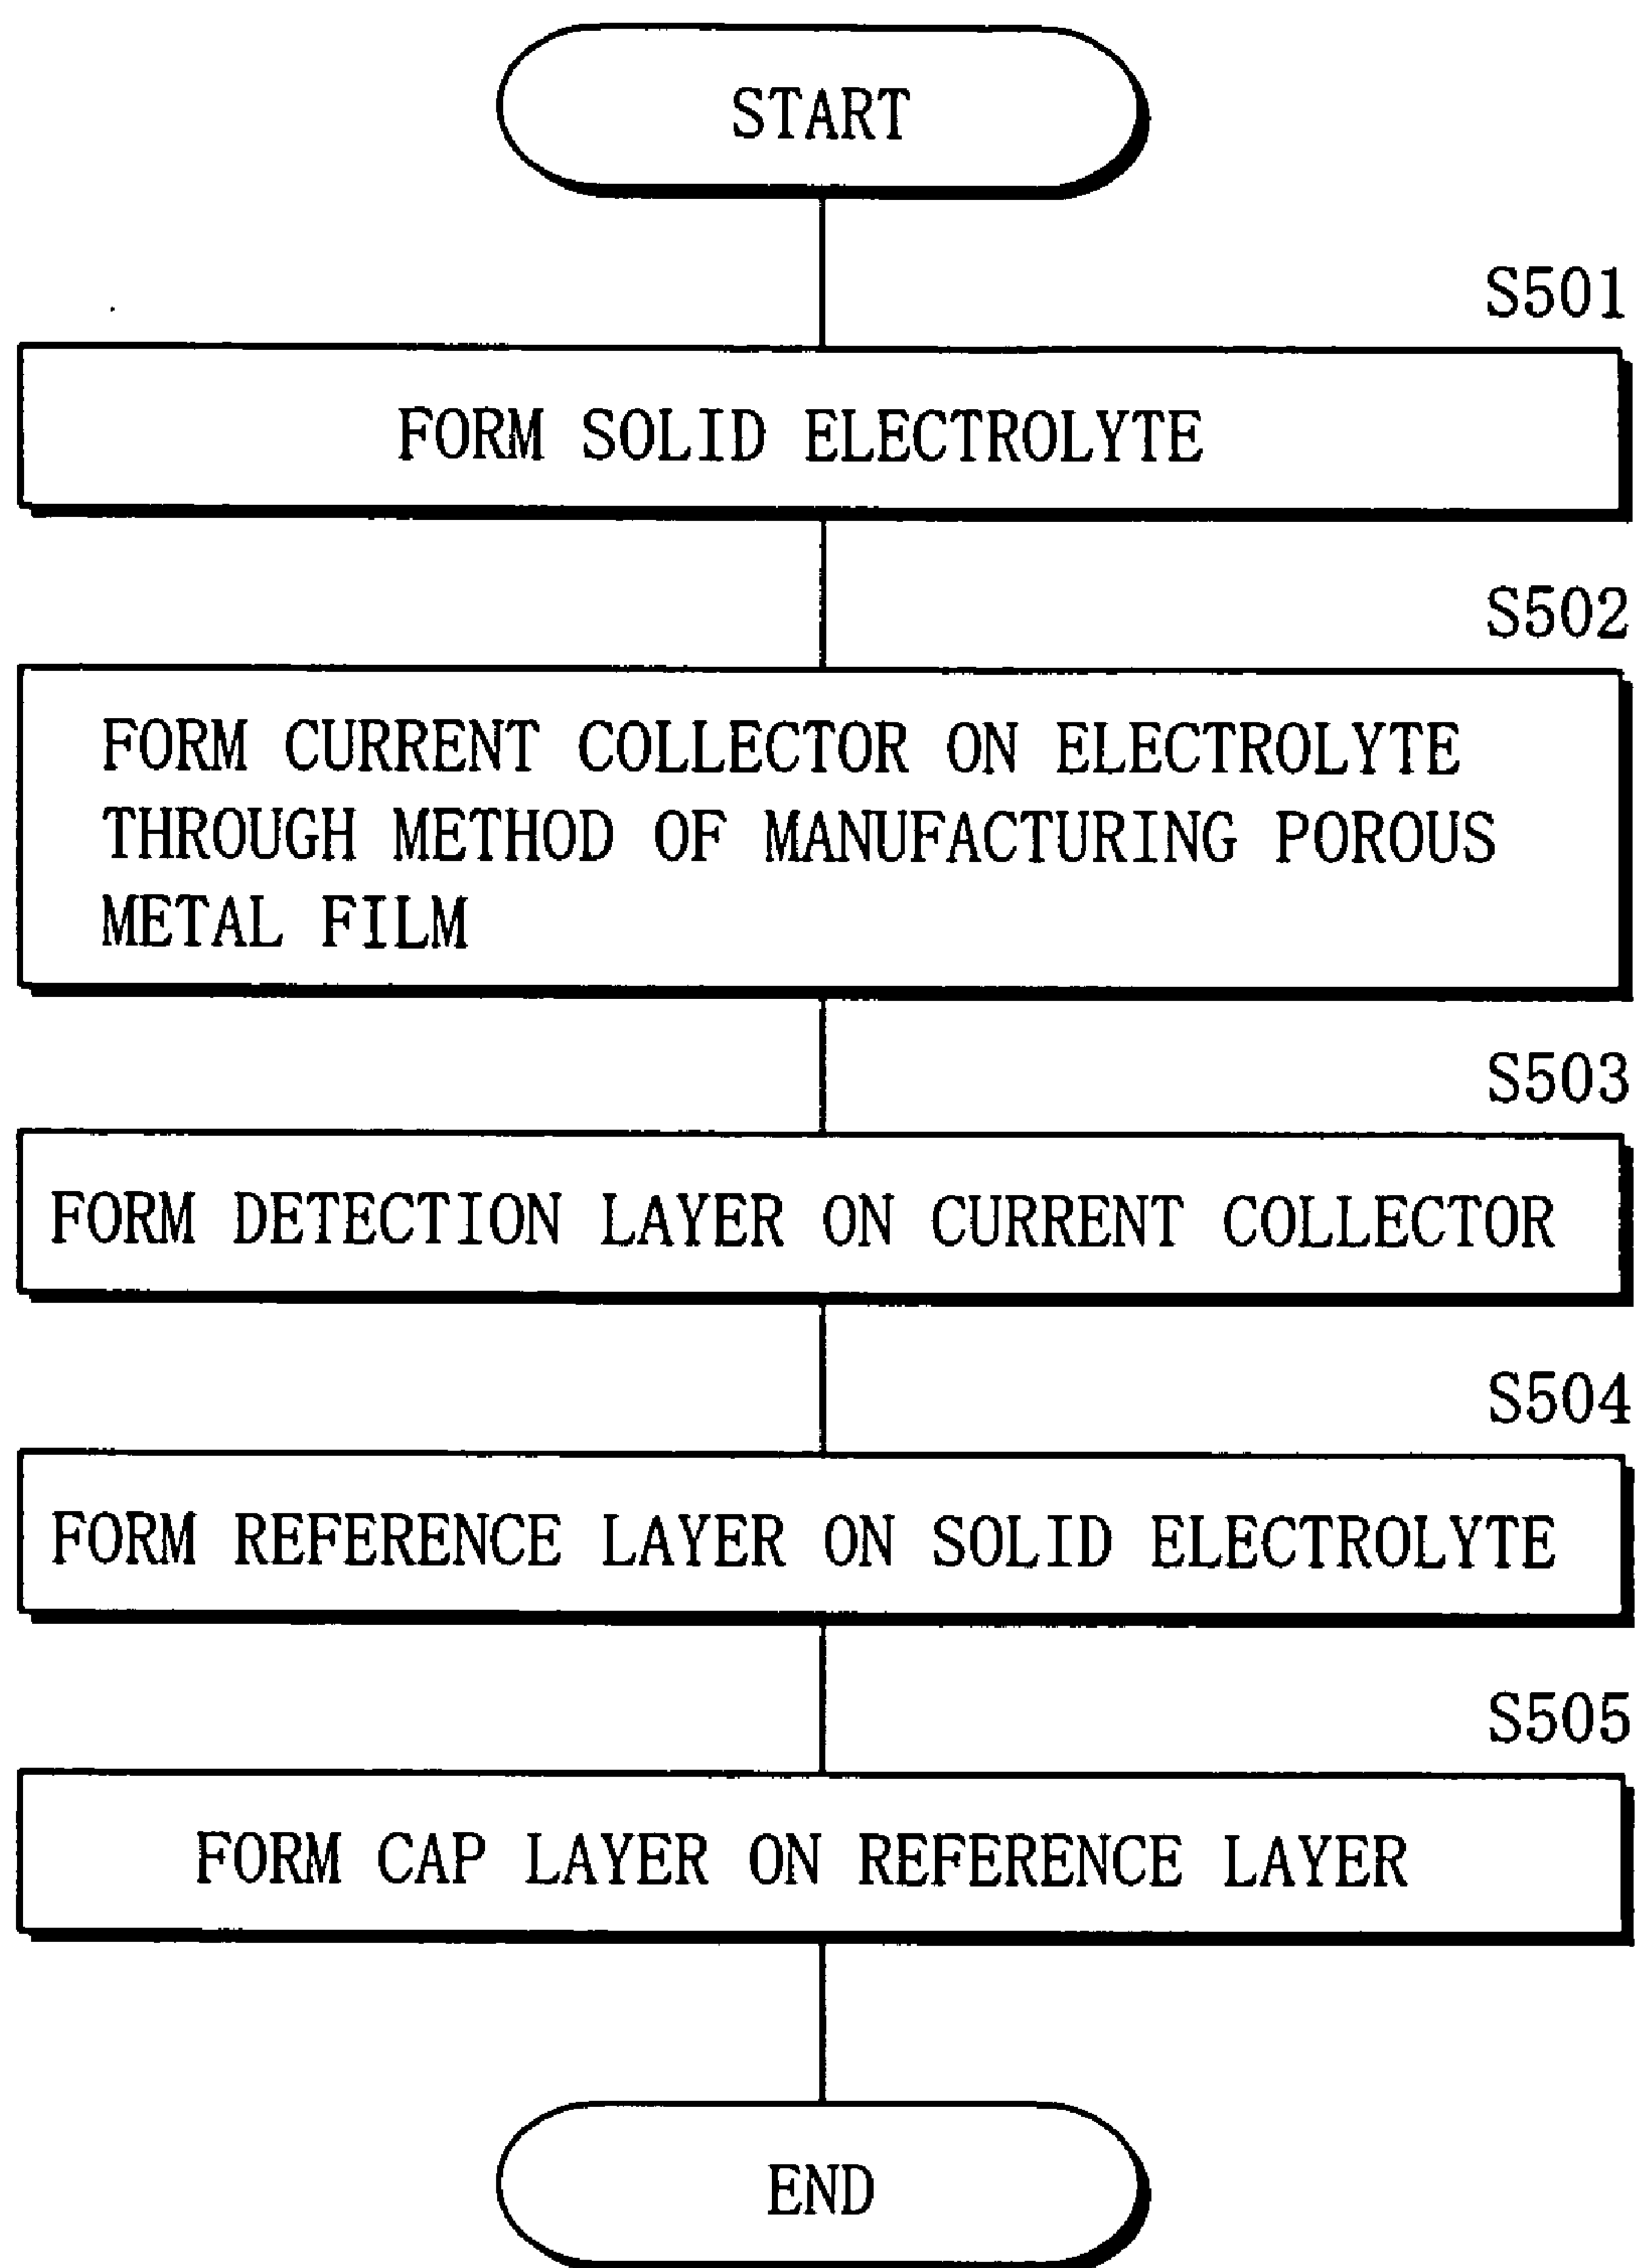 START
S501
FORM SOLID ELECTROLYTE
S502
FORM CURRENT COLLECTOR ON ELECTROLYTE
THROUGH METHOD OF MANUFACTURING POROUS
METAL FILM
S503
FORM DETECTION LAYER ON CURRENT COLLECTOR
S504
FORM REFERENCE LAYER ON SOLID ELECTROLYTE
S505
FORM CAP LAYER ON REFERENCE LAYER
END